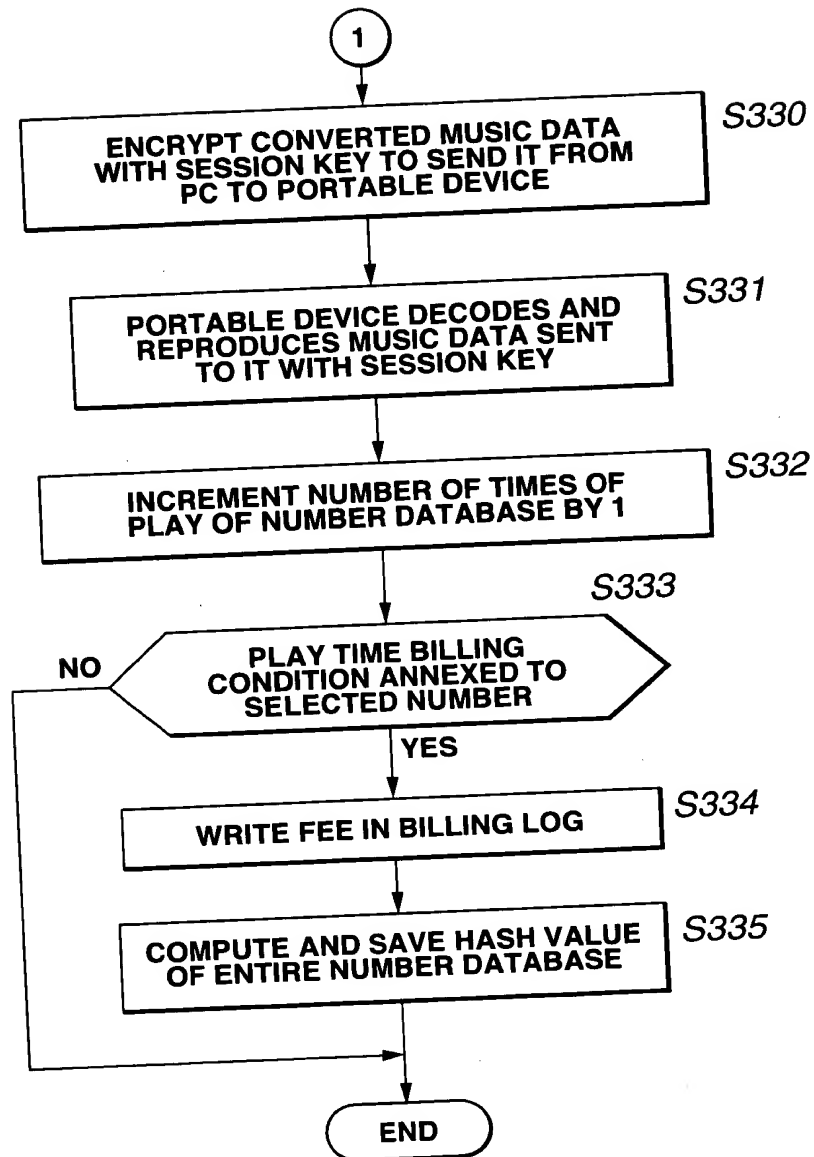 1
S330
ENCRYPT CONVERTED MUSIC DATA
WITH SESSION KEY TO SEND IT FROM
PC TO PORTABLE DEVICE
S331
PORTABLE DEVICE DECODES AND
REPRODUCES MUSIC DATA SENT
TO IT WITH SESSION KEY
S332
INCREMENT NUMBER OF TIMES OF
PLAY OF NUMBER DATABASE BY 1
S333
PLAY TIME BILLING
CONDITION ANNEXED TO
SELECTED NUMBER
NO
YES
S334
WRITE FEE IN BILLING LOG
S335
COMPUTE AND SAVE HASH VALUE
OF ENTIRE NUMBER DATABASE
END